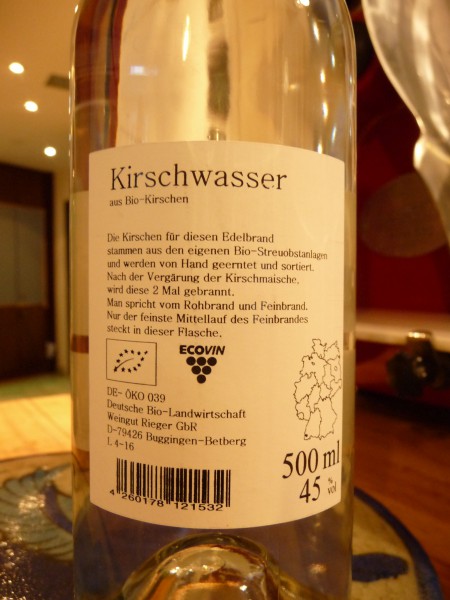 Kirschwasser
aus Bio-Kirschen
Die Kirschen für diesen Edelbrand
stammen aus den eigenen Bio-Streuobstanlagen
und werden von Hand geerntet und sortiert.
Nach der Vergärung der Kirschmaische,
wird diese 2 Mal gebrannt.
Man spricht vom Rohbrand und Feinbrand.
Nur der feinste Mittellauf des Feinbrandes
steckt in dieser Flasche.
ECOVIN
DE- ÖKO 039
Deutsche Bio-Landwirtschaft
Weingut Rieger GbR
D-79426 Buggingen-Betberg
L 4-16
500 ml
45 % vol
4 260178 121532